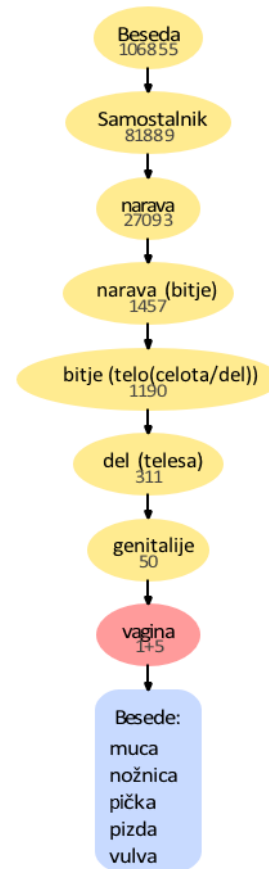 Beseda
106855
Samostalnik
81889
narava
27093
narava (bitje)
1457
bitje (telo(celota/del))
1190
del (telesa)
311
genitalije
50
vagina
1+5
Besede:
muca
nožnica
pička
pizda
vulva